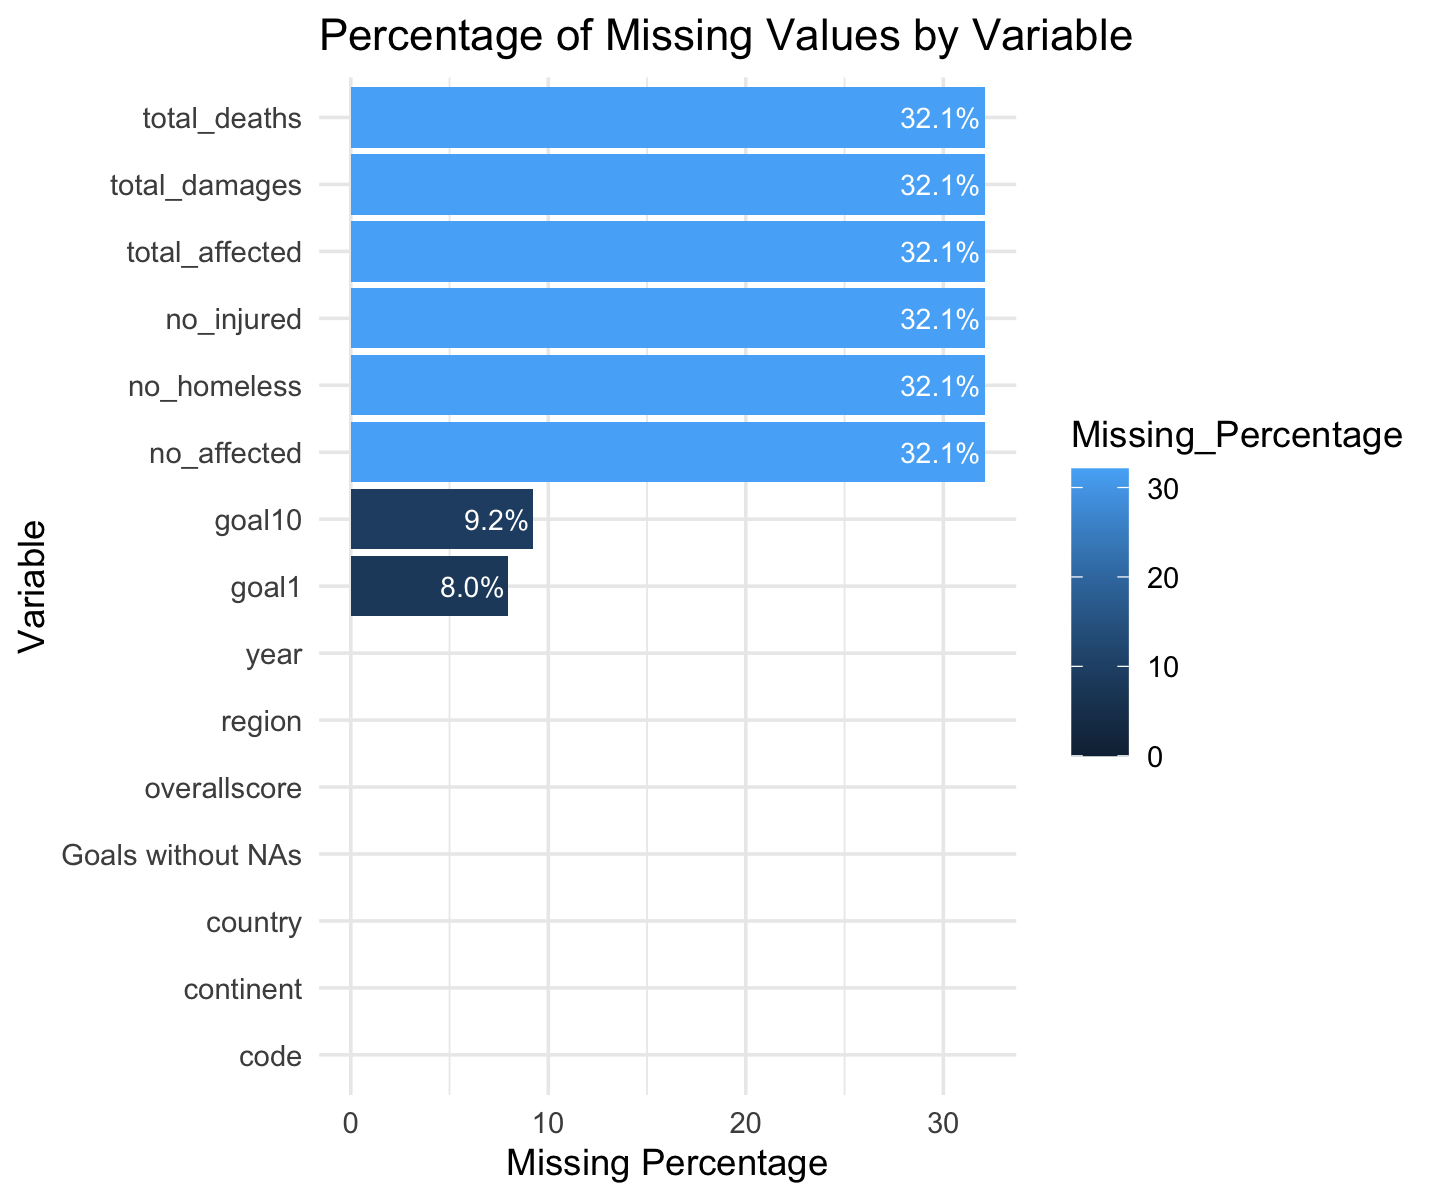 Percentage of Missing Values by Variable
Variable
total_deaths
32.1%
total_damages
32.1%
total_affected
32.1%
no_injured
32.1%
no_homeless
32.1%
no_affected
32.1%
goal10
9.2%
goal1
8.0%
year
region
overallscore
Goals without NAs
country
continent
code
0
10
20
30
Missing Percentage
Missing_Percentage
30
20
10
0